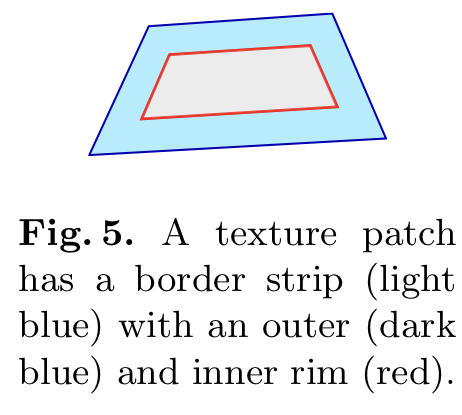 Fig. 5. A texture patch
has a border strip (light
blue) with an outer (dark
blue) and inner rim (red).